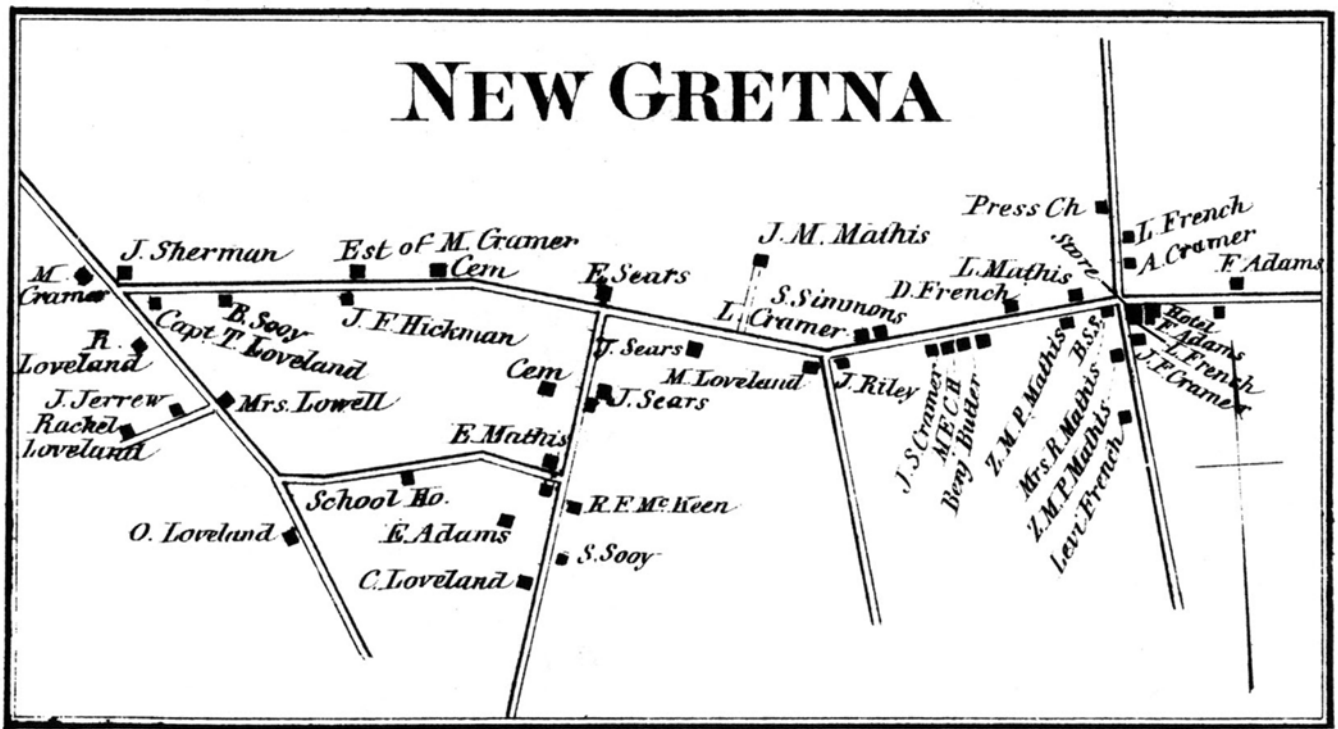 NEW GRETNA
Press Ch
Store
L. French
A. Cramer
F. Adams
J. M. Mathis
L. Mathis
D. French
S. Simmons
L. Cramer
E. Sears
Est of M. Cramer
Cem
J. Sherman
M. Cramer
Capt T. Loveland
B. Sooy
J. F. Hickman
R. Loveland
J. Jerrew
Rachel
Loveland
Mrs. Lowell
Cem
J. Sears
J. Sears
M. Loveland
J. Riley
J. S. Cramer
M E C H
Benj Butler
Z. M. P. Mathis
B.S.S.
Mrs R Mathis
Z. M. P. Mathis
Levi French
Hotel
F. Adams
L. French
J. F. Cramer
E. Mathis
School Ho.
E. Adams
R. F. Mc Keen
S. Sooy
C. Loveland
O. Loveland